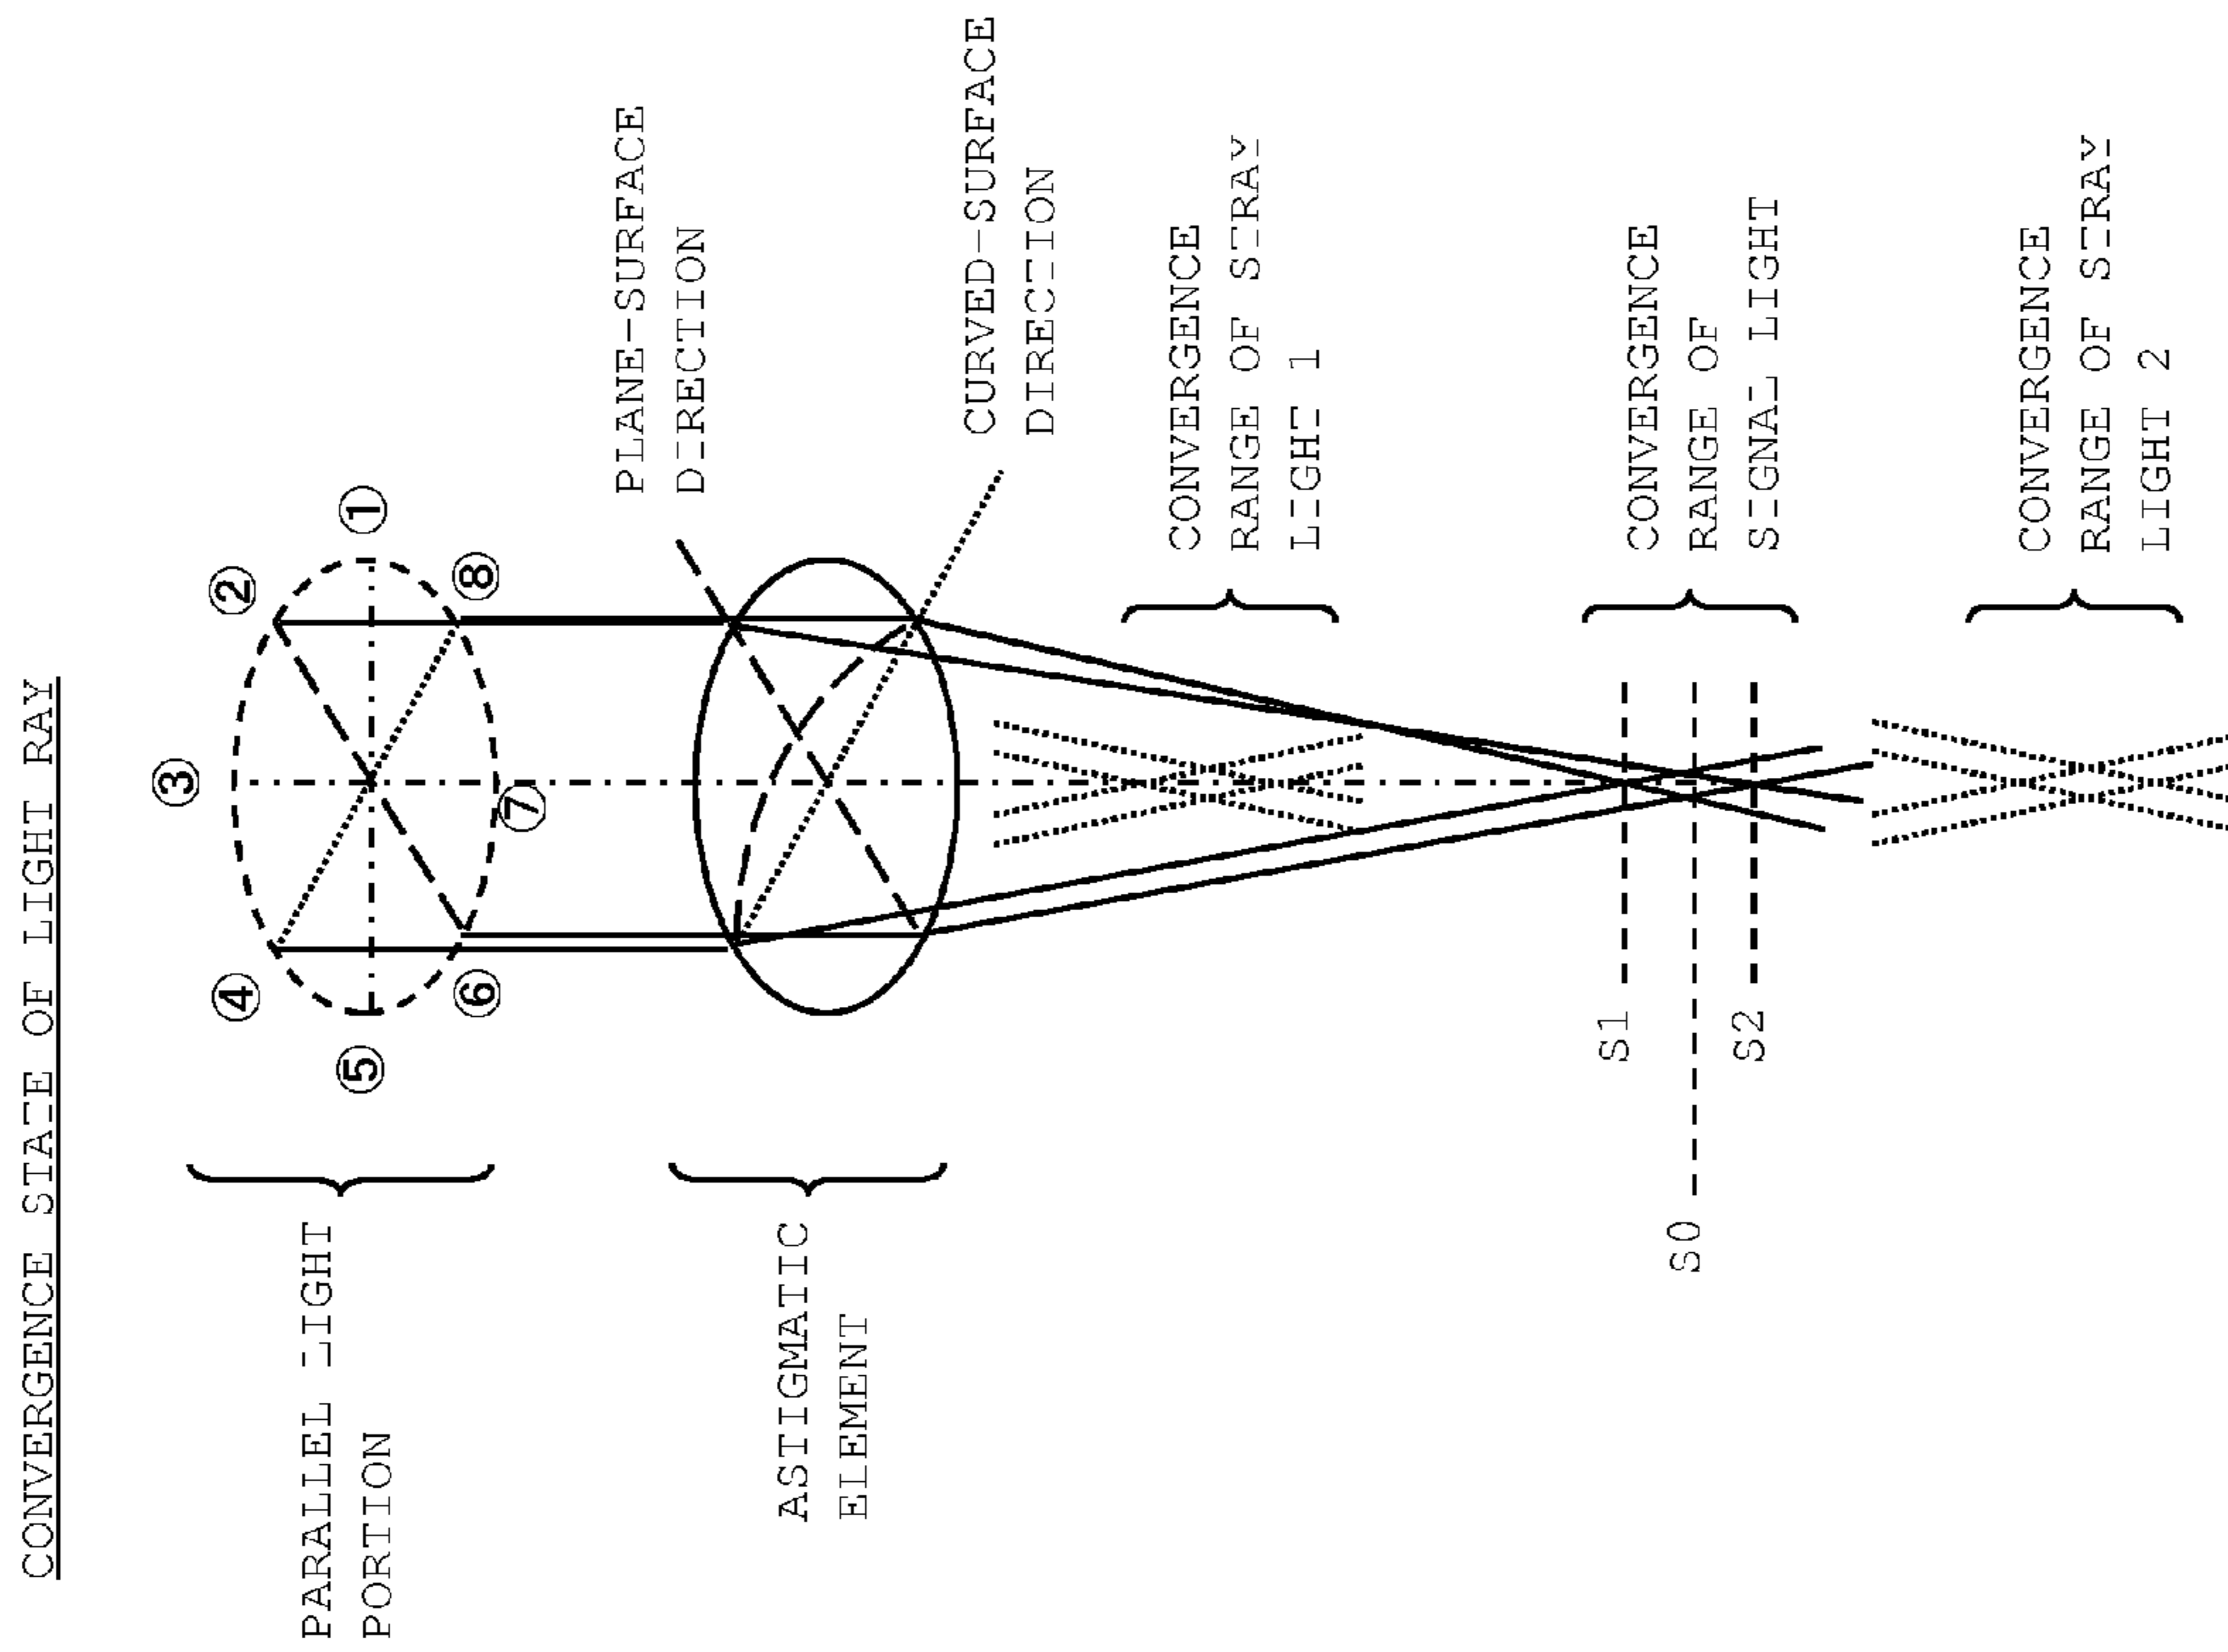 CONVERGENCE STATE OF LIGHT RAY
PARALLEL LIGHT
PORTION
②
③
④
①
⑤
⑧
⑥
⑦
PLANE-SURFACE
DIRECTION
ASTIGMATIC
ELEMENT
CURVED-SURFACE
DIRECTION
CONVERGENCE
RANGE OF STRAY
LIGHT 1
S1
S0
S2
CONVERGENCE
RANGE OF
SIGNAL LIGHT
CONVERGENCE
RANGE OF STRAY
LIGHT 2